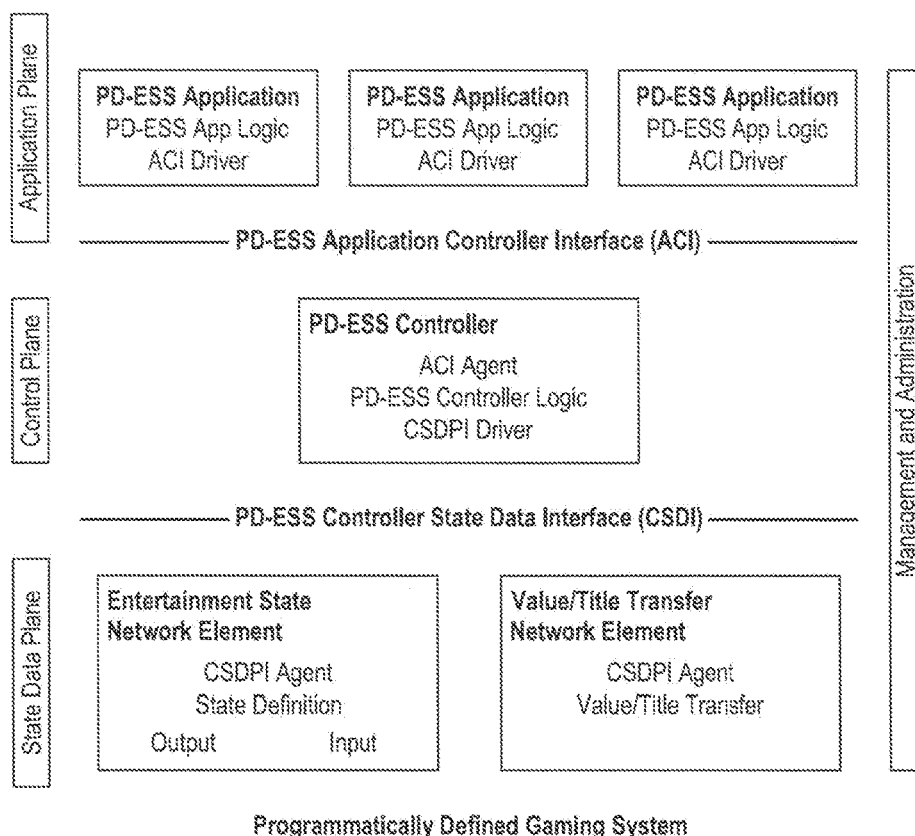 Application Plane
PD-ESS Application
PD-ESS App Logic
ACI Driver
PD-ESS Application
PD-ESS App Logic
ACI Driver
PD-ESS Application
PD-ESS App Logic
ACI Driver
PD-ESS Application Controller Interface (ACI)
Control Plane
PD-ESS Controller
ACI Agent
PD-ESS Controller Logic
CSDPI Driver
Management and Administration
PD-ESS Controller State Data Interface (CSDI)
State Data Plane
Entertainment State
Network Element
CSDPI Agent
State Definition
Output Input
Value/Title Transfer
Network Element
CSDPI Agent
Value/Title Transfer
Programmatically Defined Gaming System